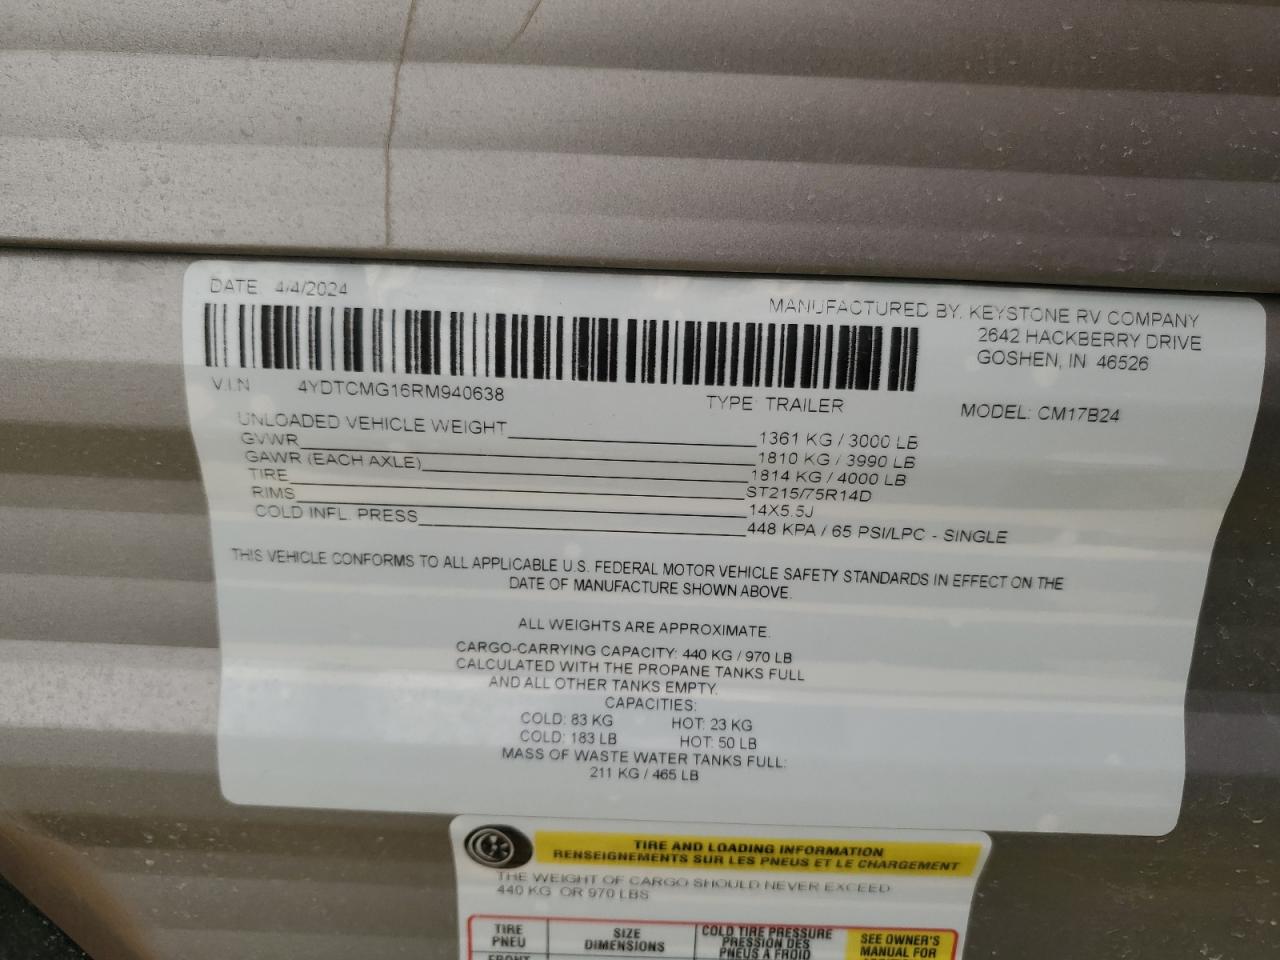 DATE: 4/4/2024
MANUFACTURED BY: KEYSTONE RV COMPANY
2642 HACKBERRY DRIVE
GOSHEN, IN 46526
V.I.N 4YDTCMG16RM940638
TYPE: TRAILER
MODEL: CM17B24
UNLOADED VEHICLE WEIGHT 1361 KG / 3000 LB
GVWR 1810 KG / 3990 LB
GAWR (EACH AXLE) 1814 KG / 4000 LB
TIRE ST215/75R14D
RIMS 14X5.5J
COLD INFL. PRESS 448 KPA / 65 PSI/LPC - SINGLE
THIS VEHICLE CONFORMS TO ALL APPLICABLE U.S. FEDERAL MOTOR VEHICLE SAFETY STANDARDS IN EFFECT ON THE
DATE OF MANUFACTURE SHOWN ABOVE.
ALL WEIGHTS ARE APPROXIMATE.
CARGO-CARRYING CAPACITY: 440 KG / 970 LB
CALCULATED WITH THE PROPANE TANKS FULL
AND ALL OTHER TANKS EMPTY.
CAPACITIES:
COLD: 83 KG HOT: 23 KG
COLD: 183 LB HOT: 50 LB
MASS OF WASTE WATER TANKS FULL:
211 KG / 465 LB
TIRE AND LOADING INFORMATION
RENSEIGNEMENTS SUR LES PNEUS ET LE CHARGEMENT
THE WEIGHT OF CARGO SHOULD NEVER EXCEED
440 KG OR 970 LBS
TIRE
PNEU
SIZE
DIMENSIONS
COLD TIRE PRESSURE
PRESSION DES
PNEUS A FROID
SEE OWNER'S
MANUAL FOR
FRONT